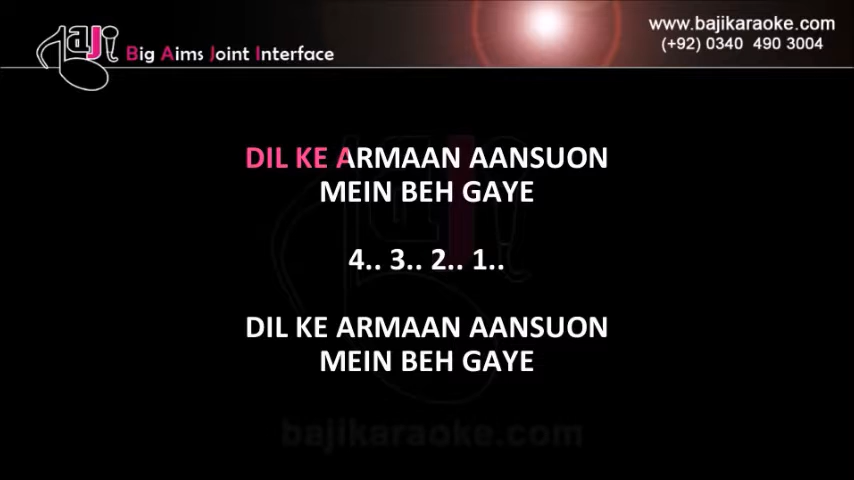 www.bajikaraoke.com
(+92) 0340 490 3004
Baji
Big Aims Joint Interface
DIL KE ARMAAN AANSUON
MEIN BEH GAYE
4.. 3.. 2.. 1..
DIL KE ARMAAN AANSUON
MEIN BEH GAYE
bajikaraoke.com